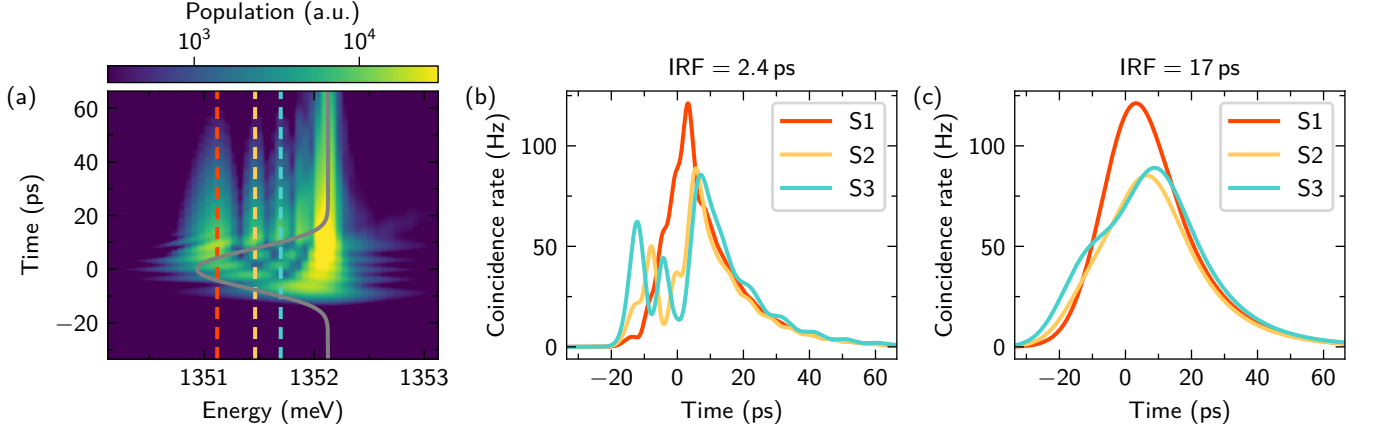 Population (a.u.)
10³ 10⁴
(a)
60
40
20
0
−20
Time (ps)
1351 1352 1353
Energy (meV)
IRF = 2.4 ps
(b)
S1
S2
S3
100
50
0
Coincidence rate (Hz)
−20 0 20 40 60
Time (ps)
IRF = 17 ps
(c)
S1
S2
S3
100
50
0
Coincidence rate (Hz)
−20 0 20 40 60
Time (ps)